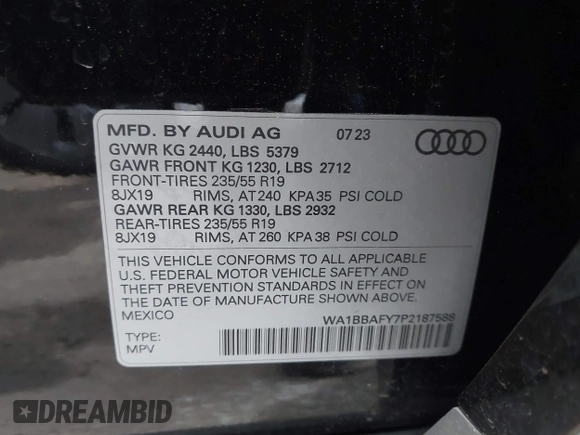 MFD. BY AUDI AG 07 23
GVWR KG 2440, LBS 5379
GAWR FRONT KG 1230, LBS 2712
FRONT-TIRES 235/55 R19
8JX19 RIMS, AT 240 KPA 35 PSI COLD
GAWR REAR KG 1330, LBS 2932
REAR-TIRES 235/55 R19
8JX19 RIMS, AT 260 KPA 38 PSI COLD
THIS VEHICLE CONFORMS TO ALL APPLICABLE
U.S. FEDERAL MOTOR VEHICLE SAFETY AND
THEFT PREVENTION STANDARDS IN EFFECT ON
THE DATE OF MANUFACTURE SHOWN ABOVE.
MEXICO
WA1BBAFY7P2187588
TYPE:
MPV
DREAMBID